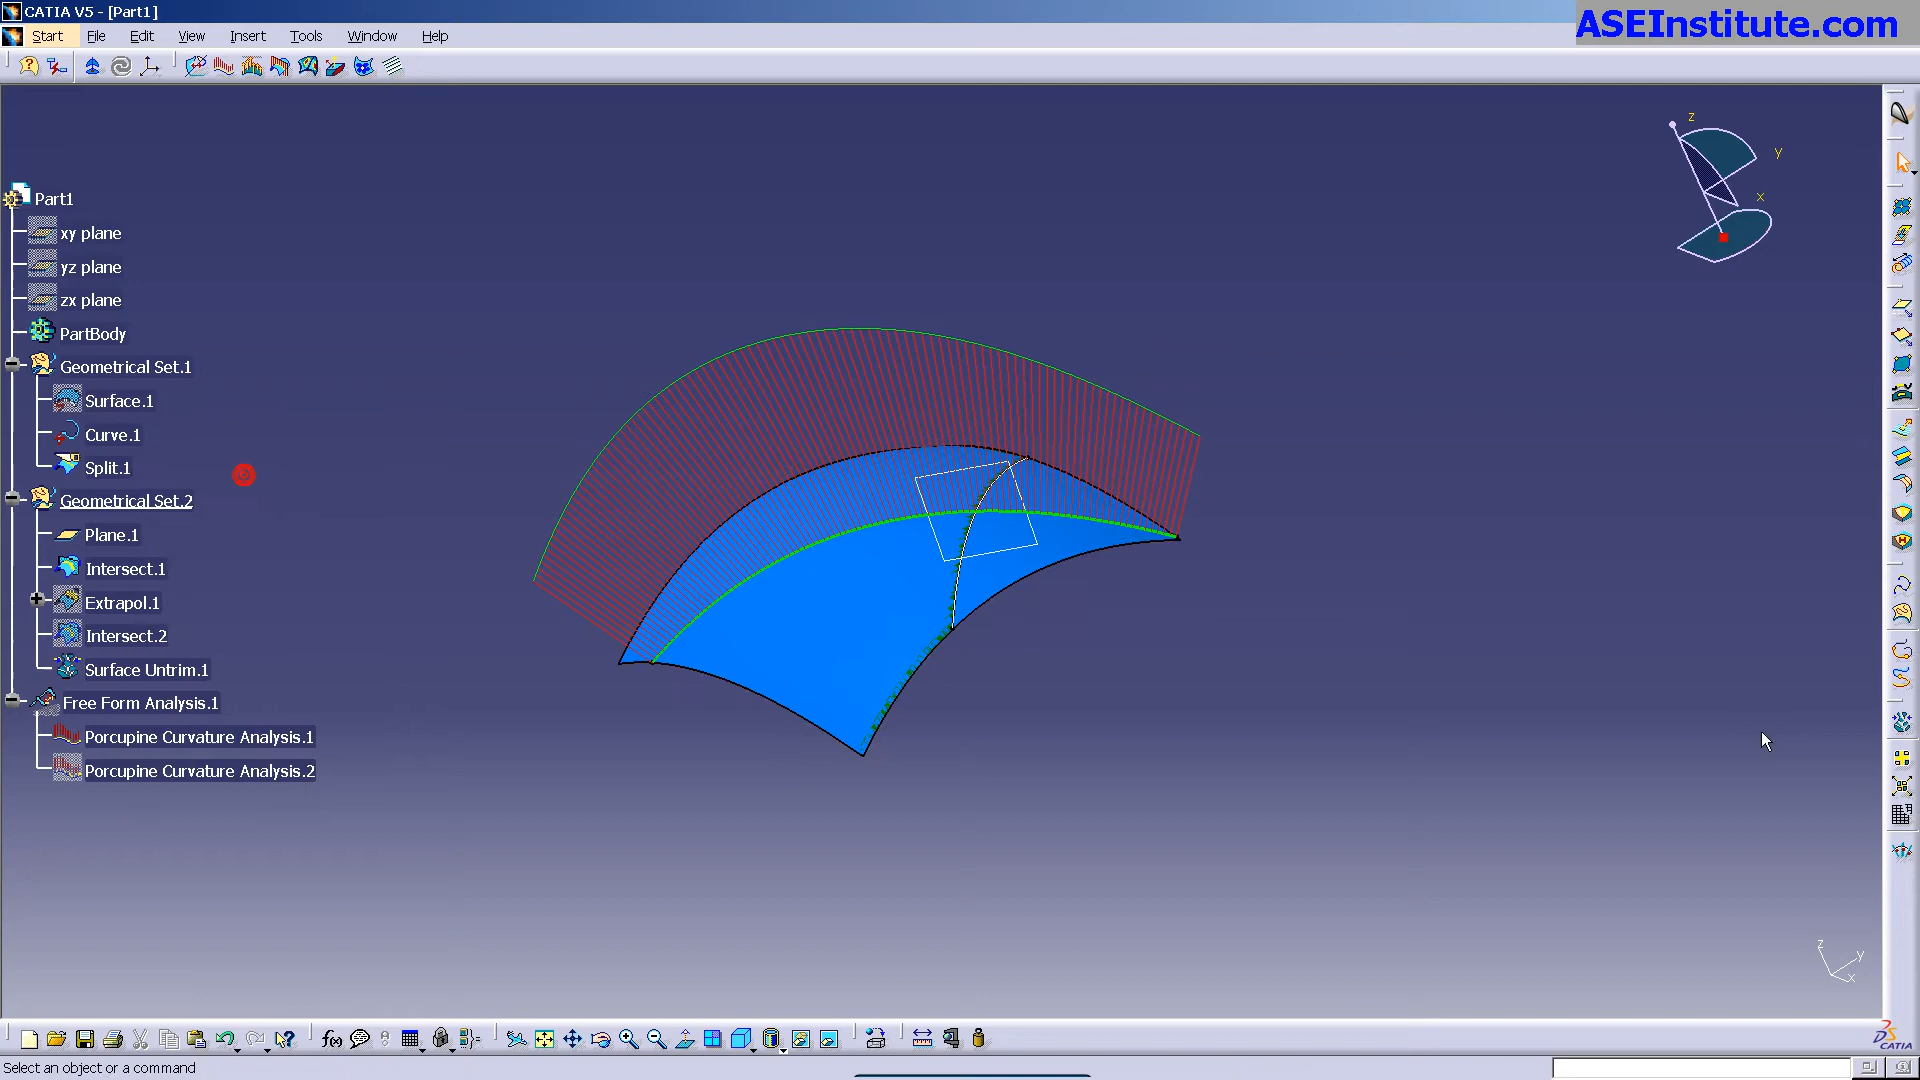 CATIA V5 - [Part1]
ASEInstitute.com
Start File Edit View Insert Tools Window Help
z
y
x
Part1
xy plane
yz plane
zx plane
PartBody
Geometrical Set.1
Surface.1
Curve.1
Split.1
Geometrical Set.2
Plane.1
Intersect.1
Extrapol.1
Intersect.2
Surface Untrim.1
Free Form Analysis.1
Porcupine Curvature Analysis.1
Porcupine Curvature Analysis.2
z
y
x
f(x)
CATIA
Select an object or a command